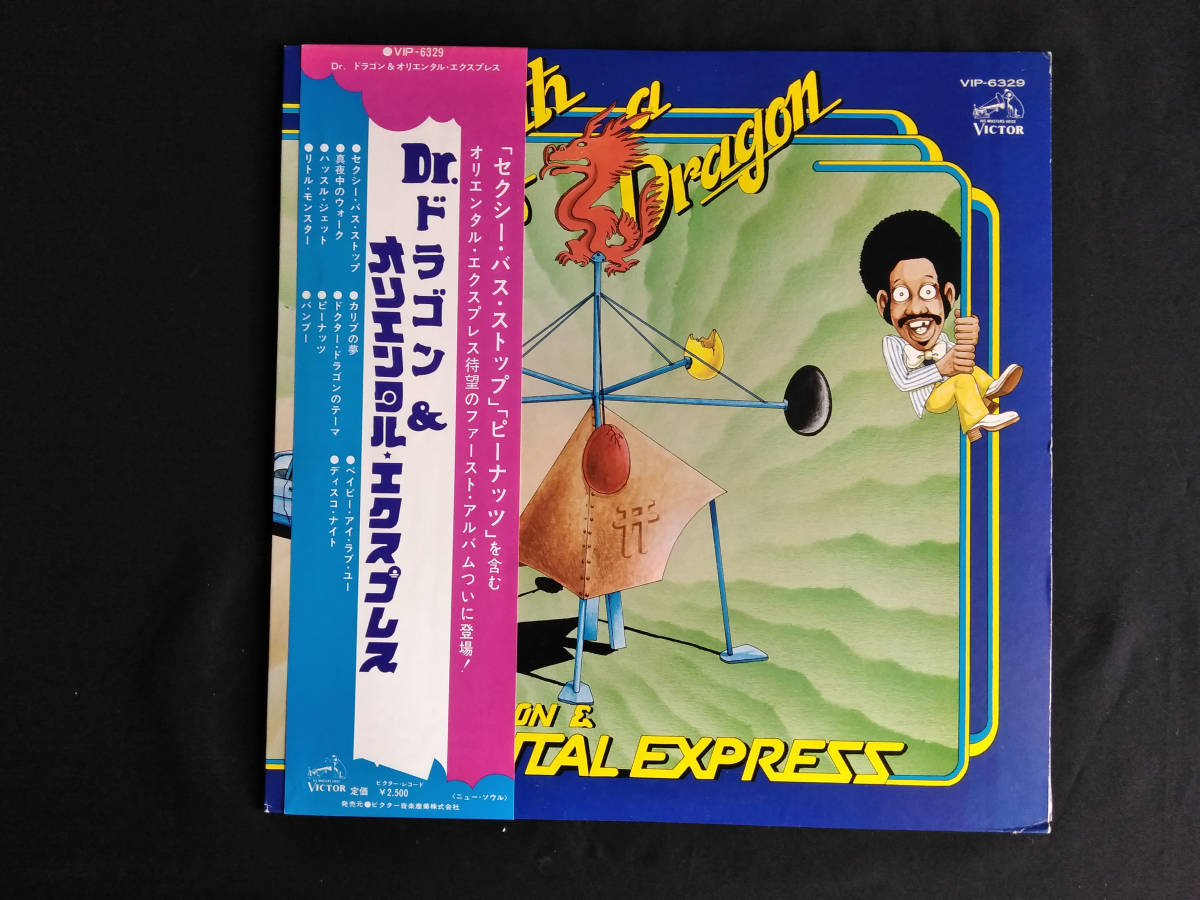 ●VIP-6329
Dr. ドラゴン&オリエンタル・エクスプレス
「セクシー・バス・ストップ」「ピーナッツ」を含む
オリエンタル・エクスプレス待望のファースト・アルバムついに登場!
Dr.ドラゴン&
オリエンタル★エクスプレス
●セクシー・バス・ストップ
●真夜中のウォーク
●ハッスル・ジェット
●リトル・モンスター
●カリブの夢
●ドクター・ドラゴンのテーマ
●ピーナッツ
●バンブー
●ベイビー・アイ・ラブ・ユー
●ディスコ・ナイト
HIS MASTERS VOICE
VICTOR
ビクター・レコード
定価 ¥2,500
〈ニュー・ソウル〉
発売元●ビクター音楽産業株式会社
th a
Dragon
VIP-6329
HIS MASTERS VOICE
VICTOR
ON &
NTAL EXPRESS